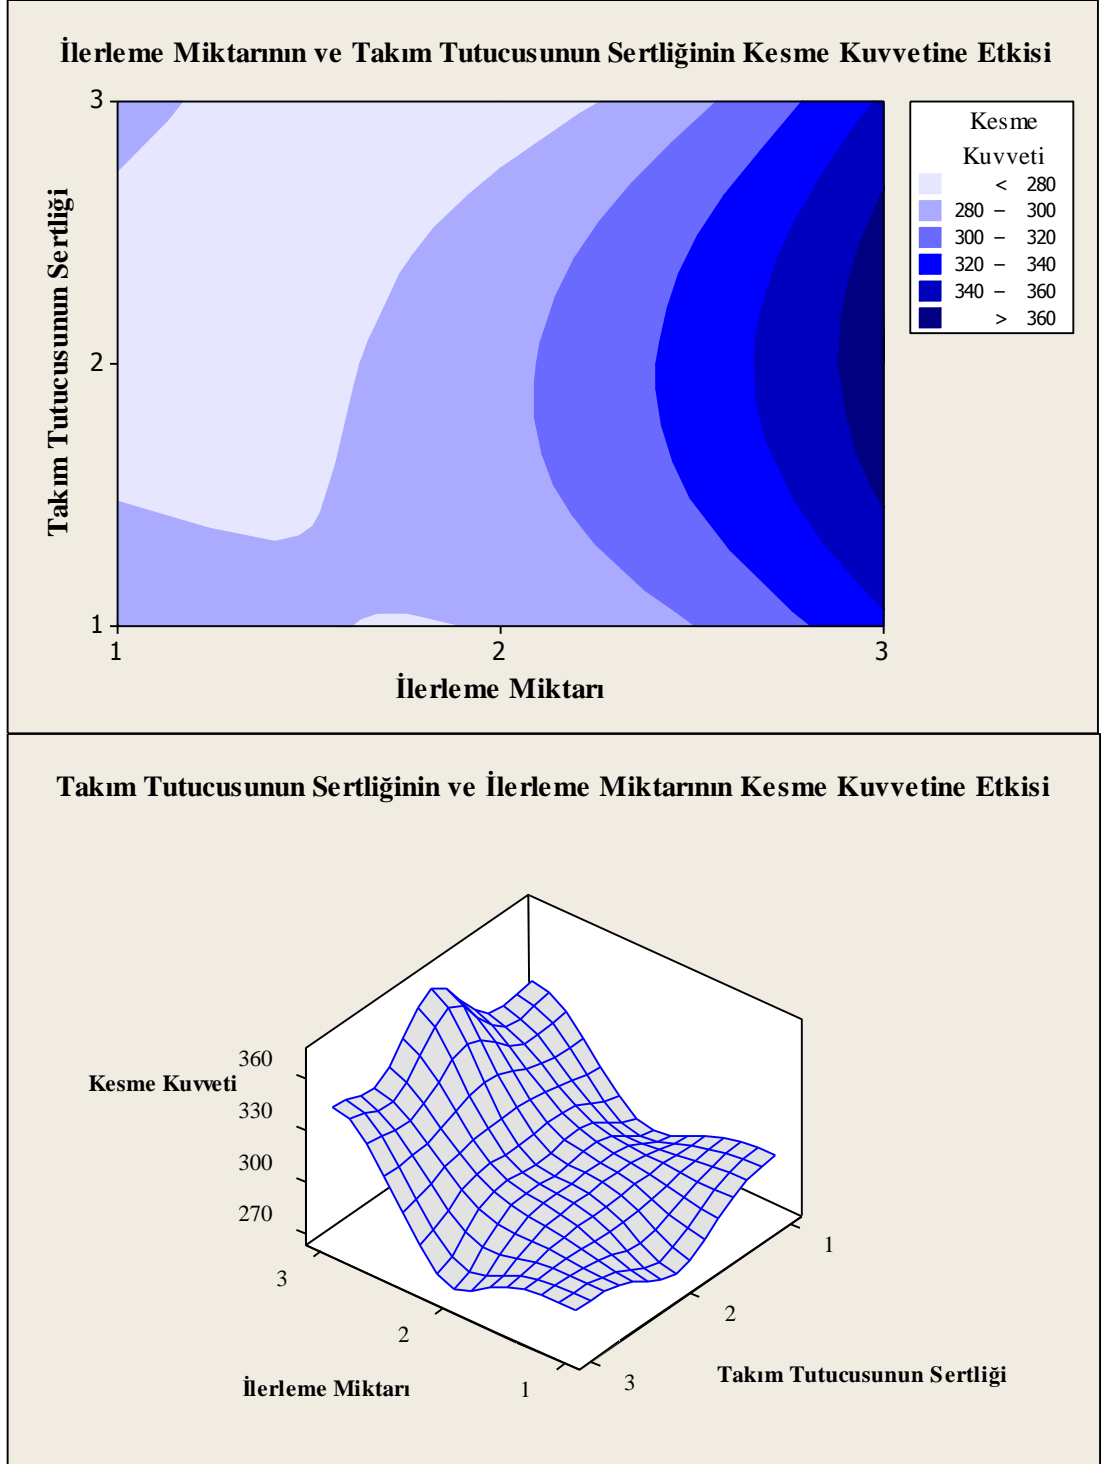 İlerleme Miktarının ve Takım Tutucusunun Sertliğinin Kesme Kuvvetine Etkisi
3
2
1
Takım Tutucusunun Sertliği
1
2
3
İlerleme Miktarı
Kesme
Kuvveti
< 280
280 – 300
300 – 320
320 – 340
340 – 360
> 360
Takım Tutucusunun Sertliğinin ve İlerleme Miktarının Kesme Kuvvetine Etkisi
Kesme Kuvveti
360
330
300
270
3
2
1
İlerleme Miktarı
1
2
3
Takım Tutucusunun Sertliği